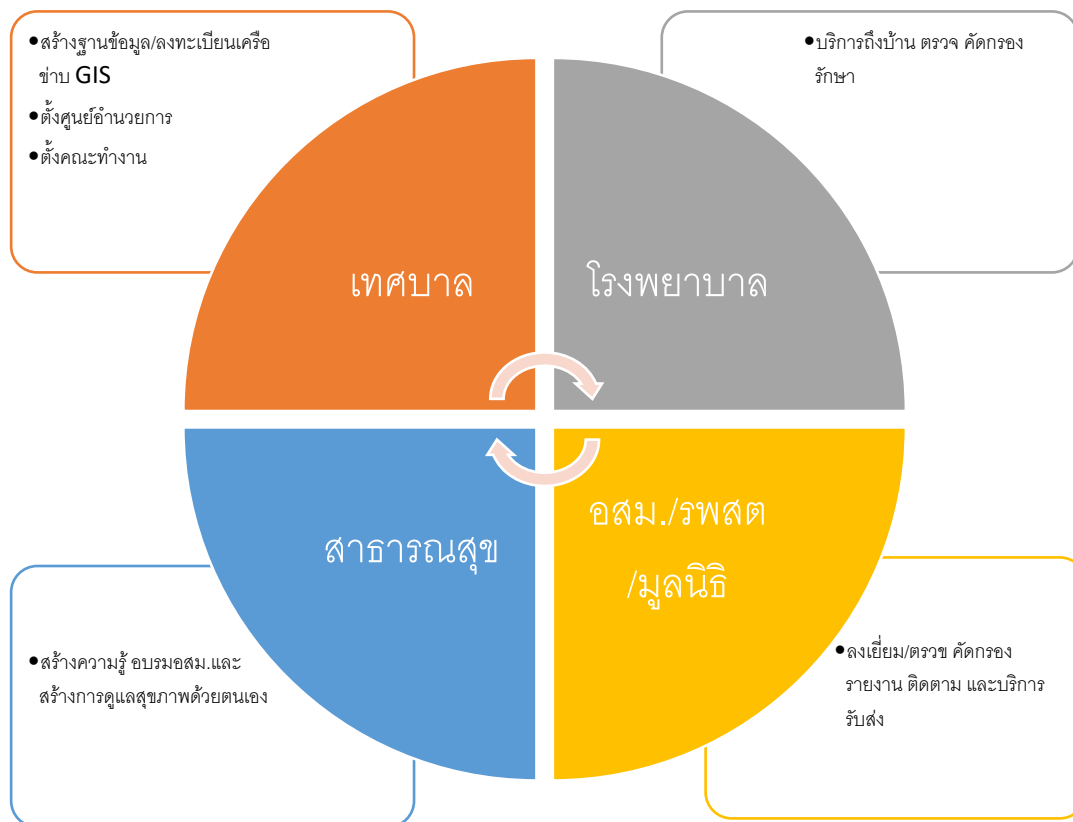 •สร้างฐานข้อมูล/ลงทะเบียนเครือ
ข่าบ GIS
•ตั้งศูนย์อำนวยการ
•ตั้งคณะทำงาน
•บริการถึงบ้าน ตรวจ คัดกรอง
รักษา
เทศบาล
โรงพยาบาล
สาธารณสุข
อสม./รพสต
/มูลนิธิ
•สร้างความรู้ อบรมอสม.และ
สร้างการดูแลสุขภาพด้วยตนเอง
•ลงเยี่ยม/ตรวข คัดกรอง
รายงาน ติดตาม และบริการ
รับส่ง